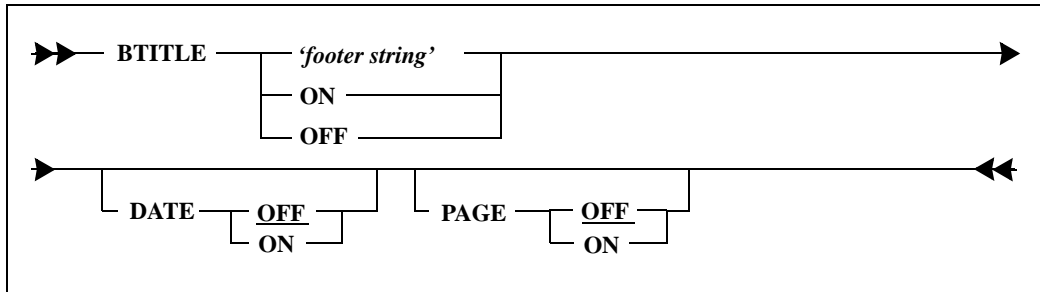 BTITLE ‘footer string’
ON
OFF
DATE OFF PAGE OFF
ON ON